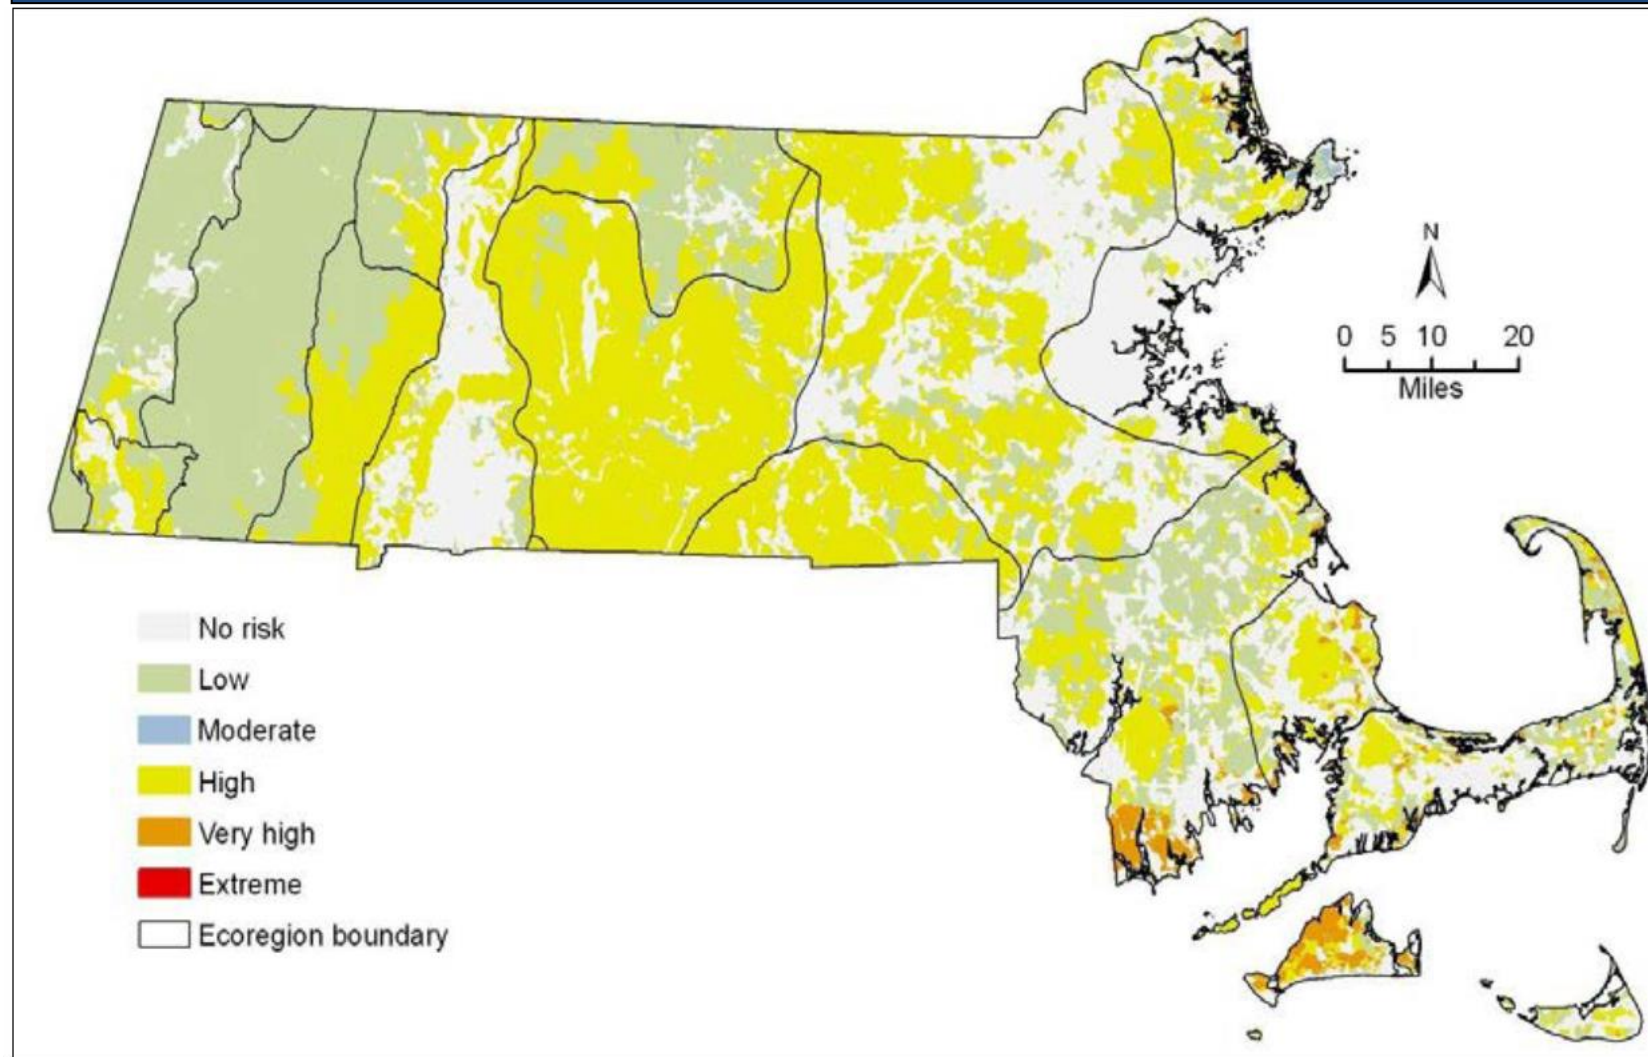 N
0 5 10 20
Miles
No risk
Low
Moderate
High
Very high
Extreme
Ecoregion boundary